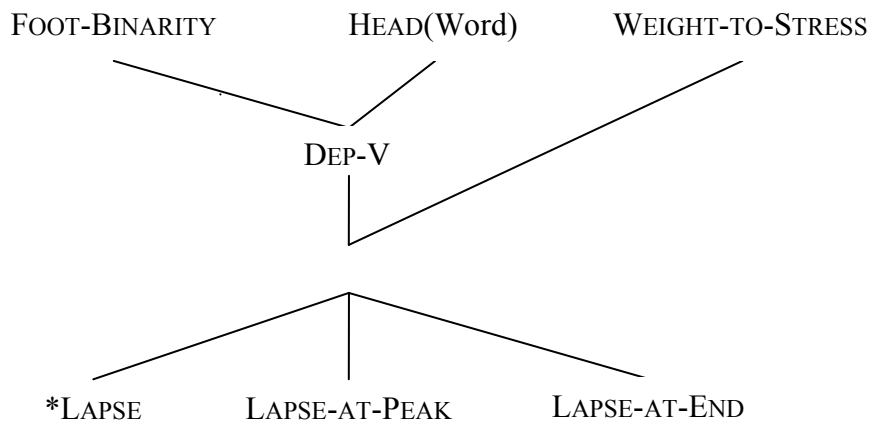 FOOT-BINARITY HEAD(Word) WEIGHT-TO-STRESS
DEP-V
*LAPSE LAPSE-AT-PEAK LAPSE-AT-END